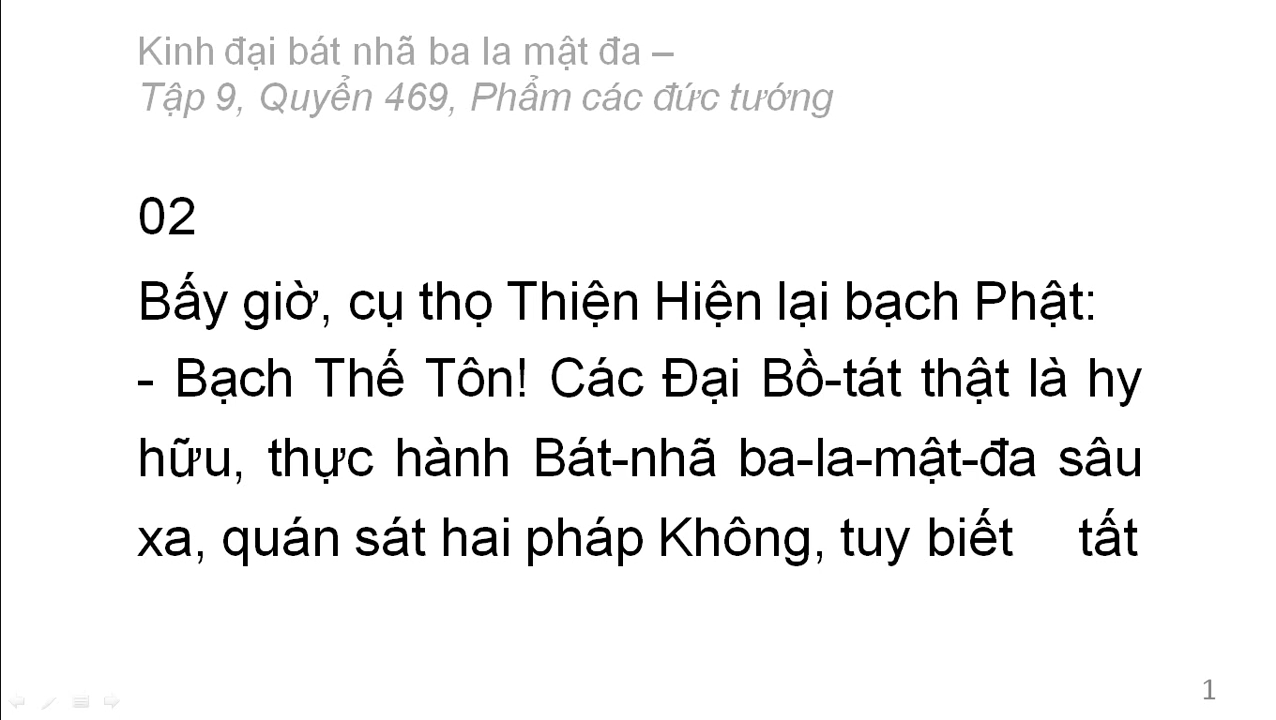 Kinh đại bát nhã ba la mật đa –
Tập 9, Quyển 469, Phẩm các đức tướng
02
Bấy giờ, cụ thọ Thiện Hiện lại bạch Phật:
- Bạch Thế Tôn! Các Đại Bồ-tát thật là hy
hữu, thực hành Bát-nhã ba-la-mật-đa sâu
xa, quán sát hai pháp Không, tuy biết tất
1